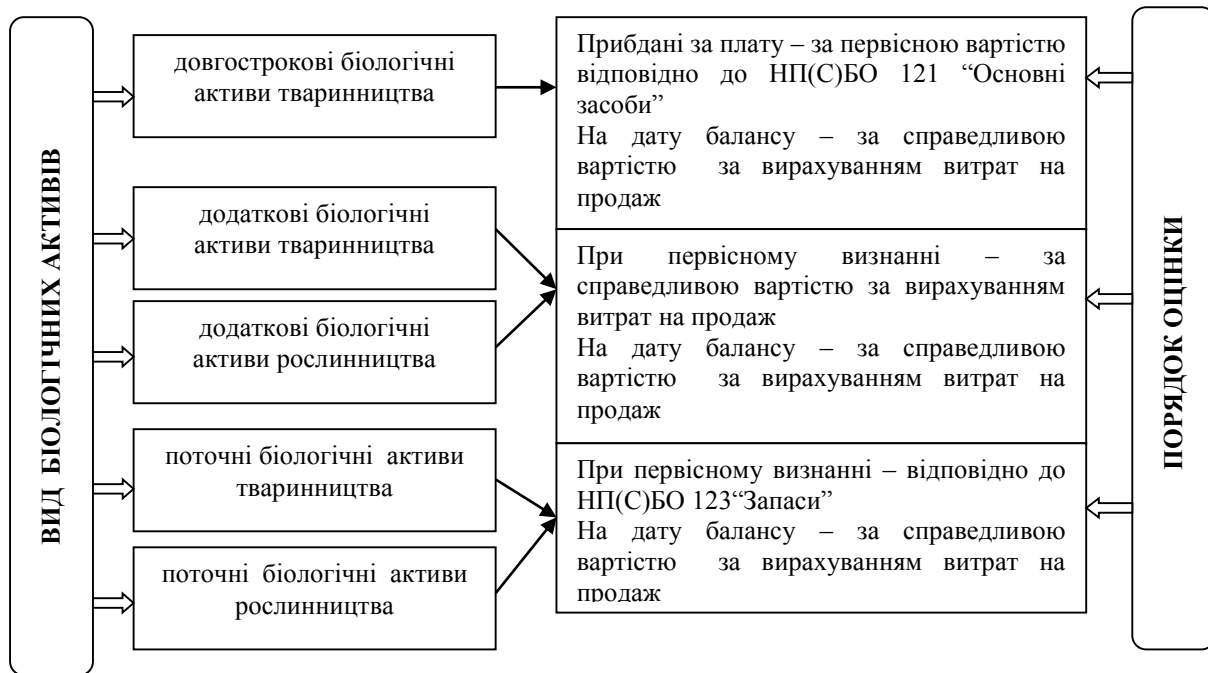 ВИД БІОЛОГІЧНИХ АКТИВІВ
довгострокові біологічні
активи тваринництва
додаткові біологічні
активи тваринництва
додаткові біологічні
активи рослинництва
поточні біологічні активи
тваринництва
поточні біологічні активи
рослинництва
Прибдані за плату – за первісною вартістю
відповідно до НП(С)БО 121 “Основні
засоби”
На дату балансу – за справедливою
вартістю за вирахуванням витрат на
продаж
При первісному визнанні – за
справедливою вартістю за вирахуванням
витрат на продаж
На дату балансу – за справедливою
вартістю за вирахуванням витрат на
продаж
При первісному визнанні – відповідно до
НП(С)БО 123“Запаси”
На дату балансу – за справедливою
вартістю за вирахуванням витрат на
продаж
ПОРЯДОК ОЦІНКИ